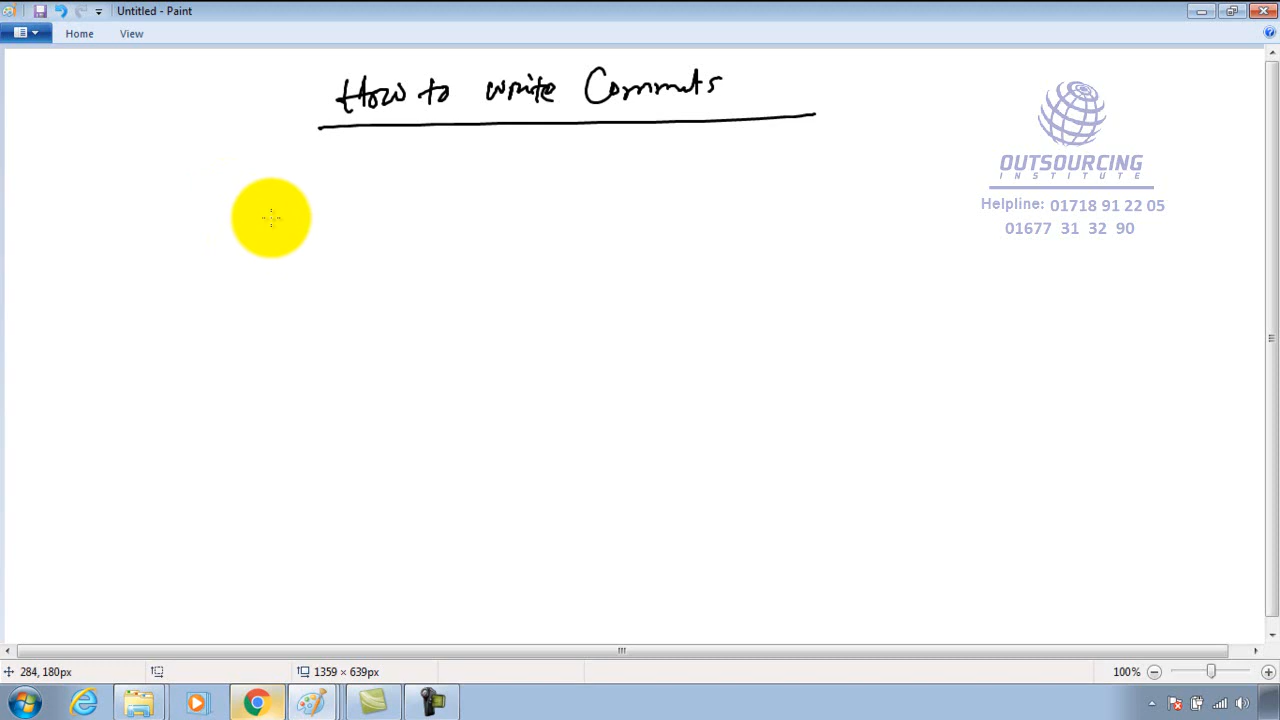 Untitled - Paint
Home View
How to write Comments
OUTSOURCING
INSTITUTE
Helpline: 01718 91 22 05
01677 31 32 90
284, 180px
1359 × 639px
100%